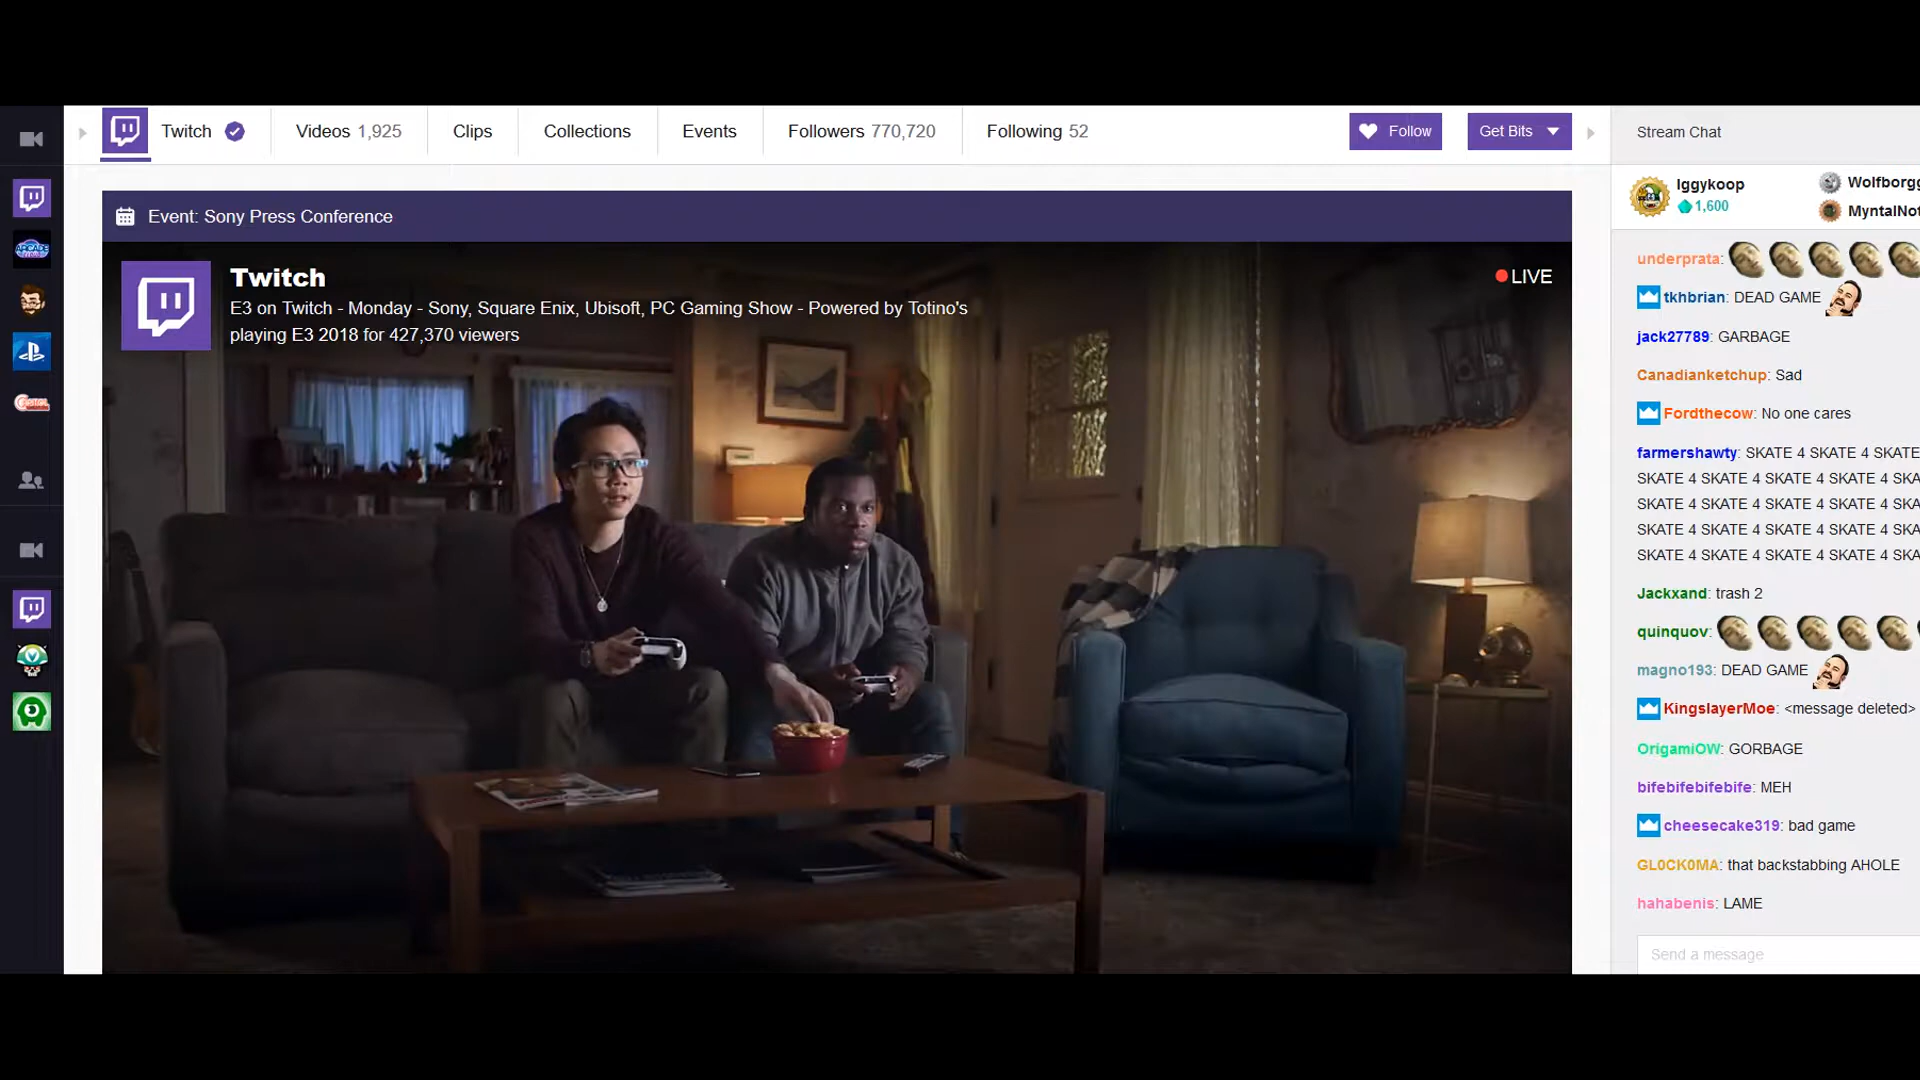 Twitch
Videos 1,925
Clips
Collections
Events
Followers 770,720
Following 52
Follow
Get Bits
Event: Sony Press Conference
Twitch
E3 on Twitch - Monday - Sony, Square Enix, Ubisoft, PC Gaming Show - Powered by Totino's
playing E3 2018 for 427,370 viewers
LIVE
Stream Chat
Iggykoop
1,600
Wolfborgg
MyntalNot
underprata:
tkhbrian: DEAD GAME
jack27789: GARBAGE
Canadianketchup: Sad
Fordthecow: No one cares
farmershawty: SKATE 4 SKATE 4 SKATE
SKATE 4 SKATE 4 SKATE 4 SKATE 4 SKA
SKATE 4 SKATE 4 SKATE 4 SKATE 4 SKA
SKATE 4 SKATE 4 SKATE 4 SKATE 4 SKA
SKATE 4 SKATE 4 SKATE 4 SKATE 4 SKA
Jackxand: trash 2
quinquov:
magno193: DEAD GAME
KingslayerMoe: <message deleted>
OrigamiOW: GORBAGE
bifebifebifebife: MEH
cheesecake319: bad game
GL0CK0MA: that backstabbing AHOLE
hahabenis: LAME
Send a message